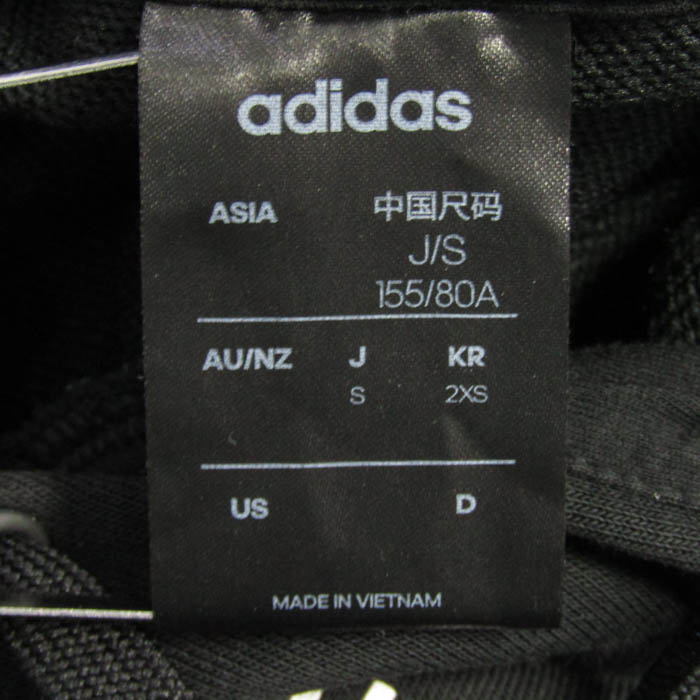 adidas
ASIA 中国尺码
J/S
155/80A
AU/NZ J KR
S 2XS
US D
MADE IN VIETNAM